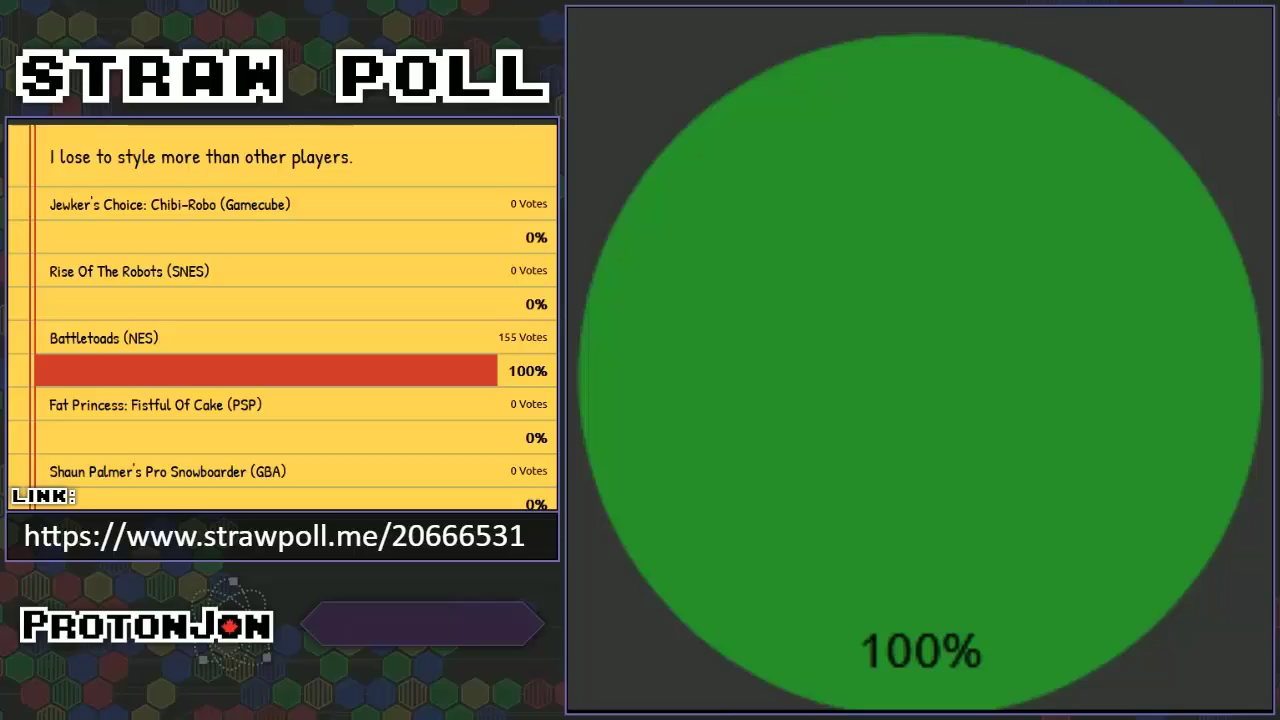 STRAW POLL
I lose to style more than other players.
Jewker's Choice: Chibi-Robo (Gamecube) 0 Votes
0%
Rise Of The Robots (SNES) 0 Votes
0%
Battletoads (NES) 155 Votes
100%
Fat Princess: Fistful Of Cake (PSP) 0 Votes
0%
Shaun Palmer's Pro Snowboarder (GBA) 0 Votes
0%
LINK:
https://www.strawpoll.me/20666531
PROTONJON
100%